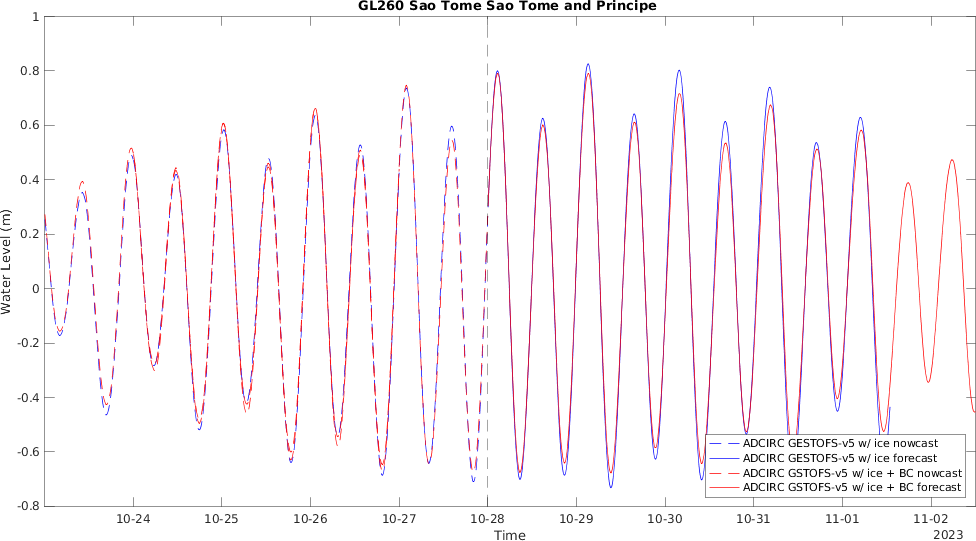 GL260 Sao Tome Sao Tome and Principe
1
0.8
0.6
0.4
0.2
0
-0.2
-0.4
-0.6
-0.8
Water Level (m)
ADCIRC GESTOFS-v5 w/ ice nowcast
ADCIRC GESTOFS-v5 w/ ice forecast
ADCIRC GSTOFS-v5 w/ ice + BC nowcast
ADCIRC GSTOFS-v5 w/ ice + BC forecast
10-24 10-25 10-26 10-27 10-28 10-29 10-30 10-31 11-01 11-02
Time
2023